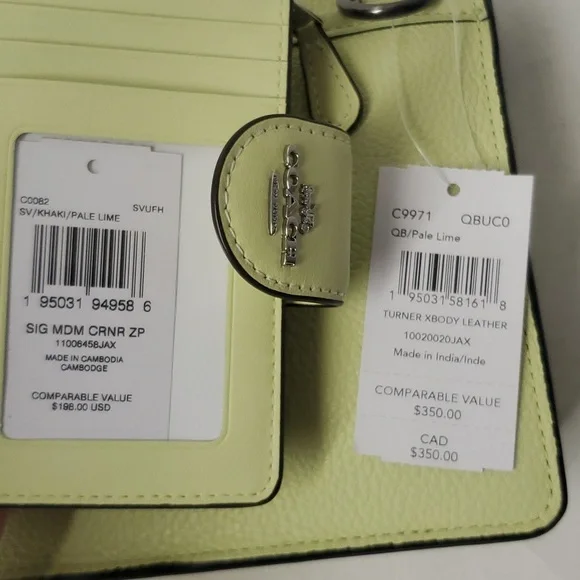 C0082
SVUFH
SV/KHAKI/PALE LIME
1 95031 94958 6
SIG MDM CRNR ZP
11006458JAX
MADE IN CAMBODIA
CAMBODGE
COMPARABLE VALUE
$198.00 USD
COACH
C9971 QBUC0
QB/Pale Lime
1 95031 58161 8
TURNER XBODY LEATHER
10020020JAX
Made in India/Inde
COMPARABLE VALUE
$350.00
CAD
$350.00